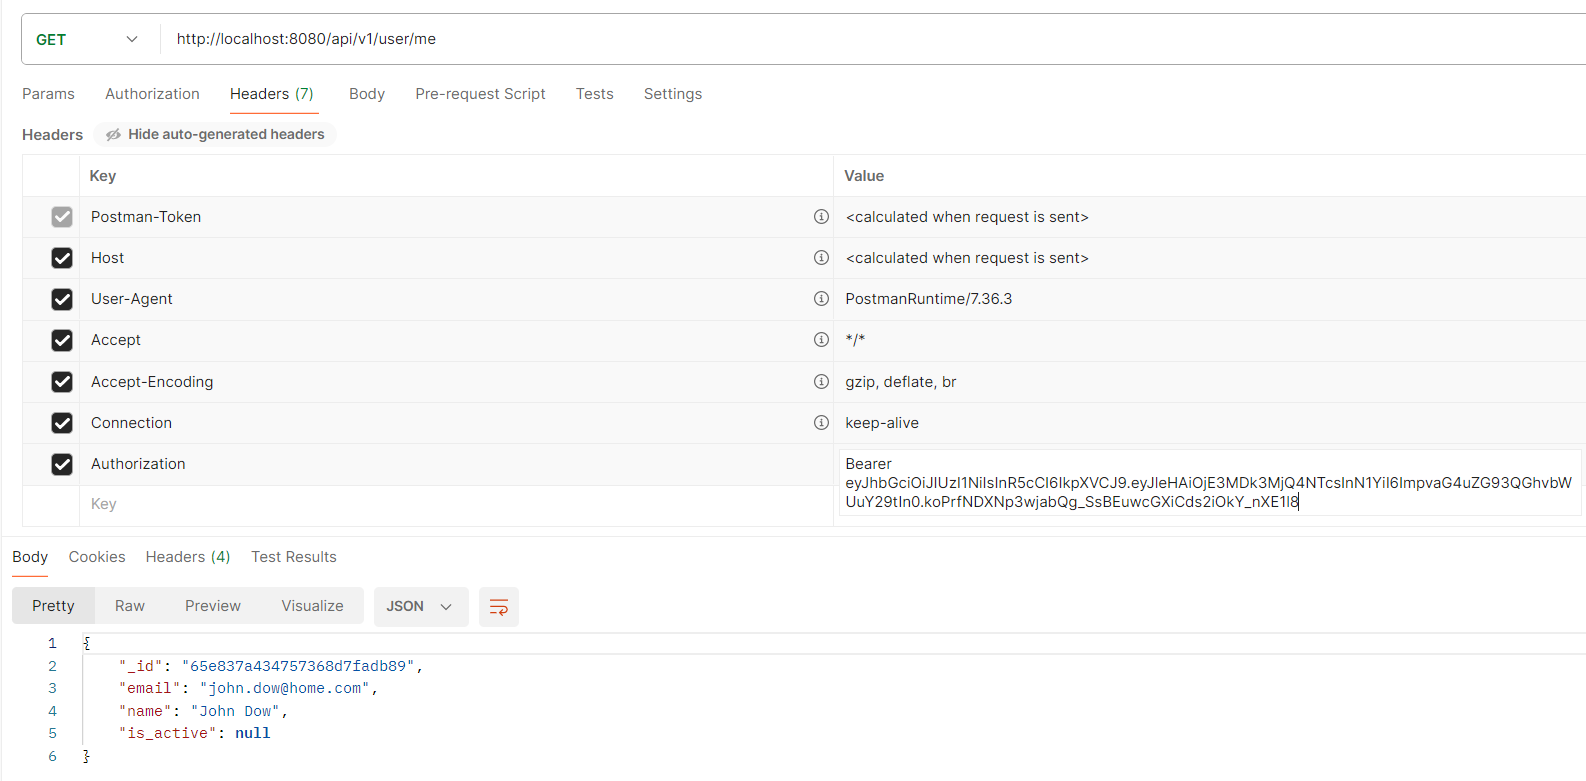 GET http://localhost:8080/api/v1/user/me
Params Authorization Headers (7) Body Pre-request Script Tests Settings
Headers Hide auto-generated headers
Key Value
Postman-Token <calculated when request is sent>
Host <calculated when request is sent>
User-Agent PostmanRuntime/7.36.3
Accept */*
Accept-Encoding gzip, deflate, br
Connection keep-alive
Authorization Bearer
eyJhbGciOiJIUzI1NiIsInR5cCI6IkpXVCJ9.eyJleHAiOjE3MDk3MjQ4NTcsInN1YiI6ImpvaG4uZG93QGhvbW
UuY29tIn0.koPrfNDXNp3wjabQg_SsBEuwcGXiCds2iOkY_nXE1I8
Key
Body Cookies Headers (4) Test Results
Pretty Raw Preview Visualize JSON
1 {
2 "_id": "65e837a434757368d7fadb89",
3 "email": "john.dow@home.com",
4 "name": "John Dow",
5 "is_active": null
6 }